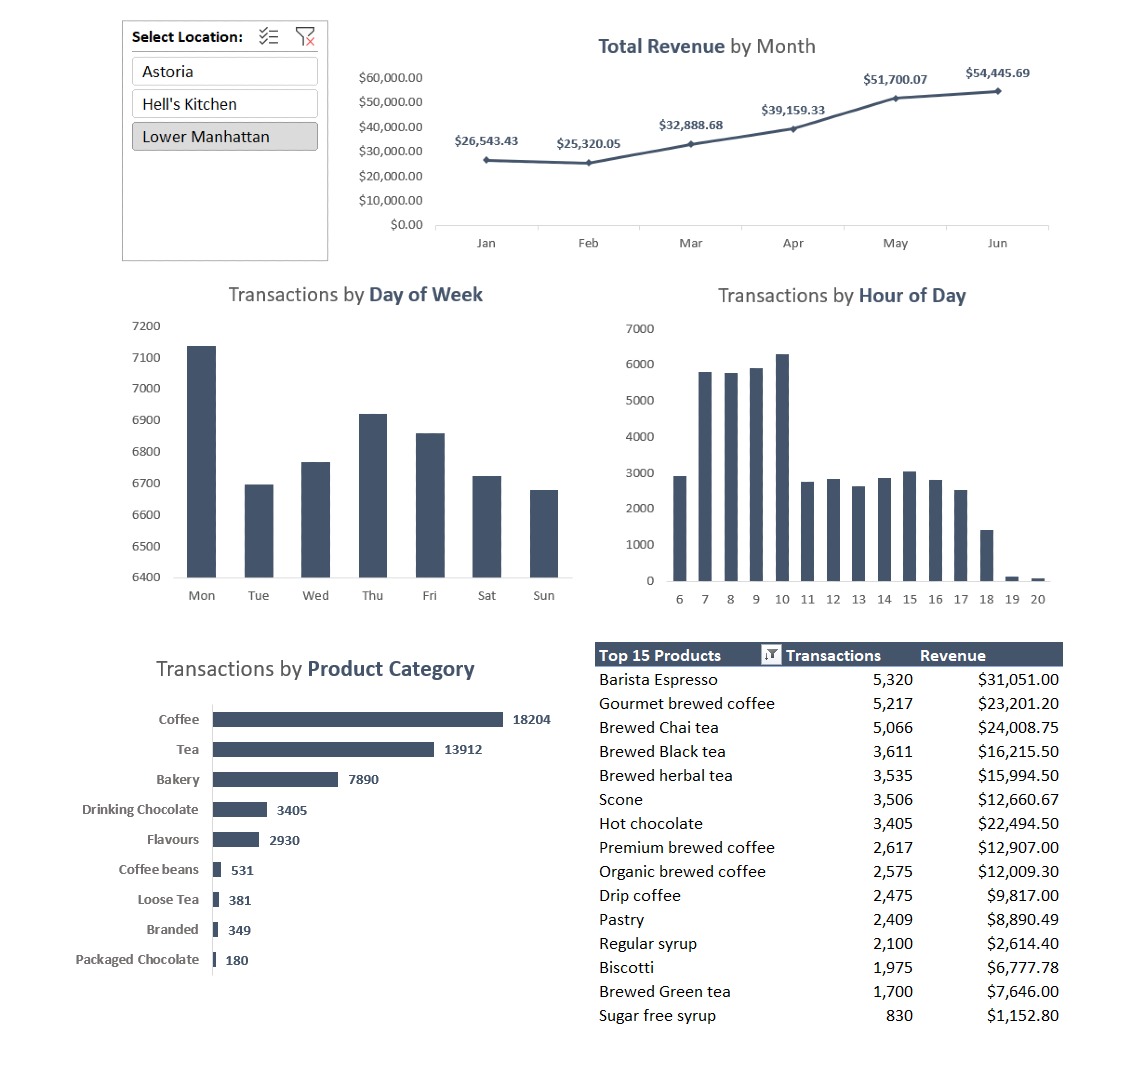 Select Location:
Astoria
Hell's Kitchen
Lower Manhattan
Total Revenue by Month
$60,000.00
$50,000.00
$40,000.00
$30,000.00
$20,000.00
$10,000.00
$0.00
$26,543.43
$25,320.05
$32,888.68
$39,159.33
$51,700.07
$54,445.69
Jan Feb Mar Apr May Jun
Transactions by Day of Week
7200
7100
7000
6900
6800
6700
6600
6500
6400
Mon Tue Wed Thu Fri Sat Sun
Transactions by Hour of Day
7000
6000
5000
4000
3000
2000
1000
0
6 7 8 9 10 11 12 13 14 15 16 17 18 19 20
Transactions by Product Category
Coffee 18204
Tea 13912
Bakery 7890
Drinking Chocolate 3405
Flavours 2930
Coffee beans 531
Loose Tea 381
Branded 349
Packaged Chocolate 180
Top 15 Products Transactions Revenue
Barista Espresso 5,320 $31,051.00
Gourmet brewed coffee 5,217 $23,201.20
Brewed Chai tea 5,066 $24,008.75
Brewed Black tea 3,611 $16,215.50
Brewed herbal tea 3,535 $15,994.50
Scone 3,506 $12,660.67
Hot chocolate 3,405 $22,494.50
Premium brewed coffee 2,617 $12,907.00
Organic brewed coffee 2,575 $12,009.30
Drip coffee 2,475 $9,817.00
Pastry 2,409 $8,890.49
Regular syrup 2,100 $2,614.40
Biscotti 1,975 $6,777.78
Brewed Green tea 1,700 $7,646.00
Sugar free syrup 830 $1,152.80